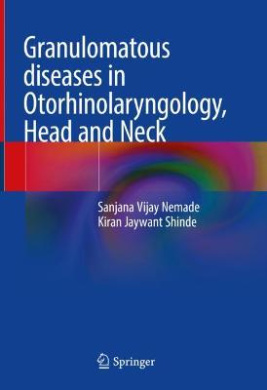 Granulomatous
diseases in
Otorhinolaryngology,
Head and Neck
Sanjana Vijay Nemade
Kiran Jaywant Shinde
Springer